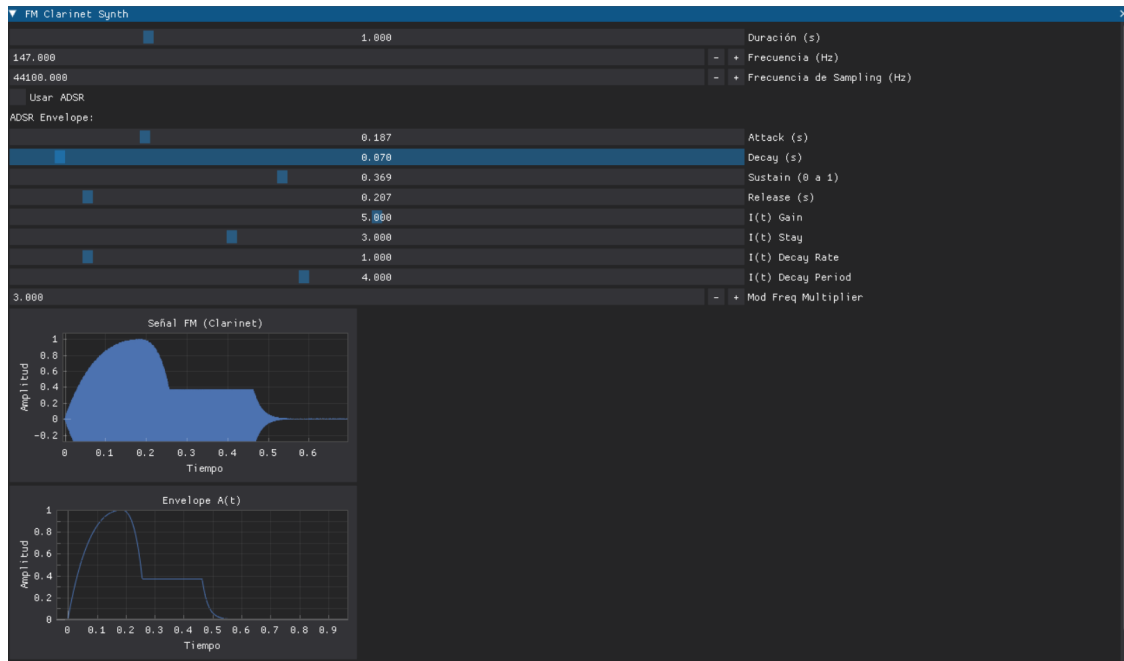 ▼ FM Clarinet Synth ×
1.000 Duración (s)
147.000 - + Frecuencia (Hz)
44100.000 - + Frecuencia de Sampling (Hz)
Usar ADSR
ADSR Envelope:
0.187 Attack (s)
0.070 Decay (s)
0.369 Sustain (0 a 1)
0.207 Release (s)
5.000 I(t) Gain
3.000 I(t) Stay
1.000 I(t) Decay Rate
4.000 I(t) Decay Period
3.000 - + Mod Freq Multiplier
Señal FM (Clarinet)
Amplitud
1
0.8
0.6
0.4
0.2
0
-0.2
0 0.1 0.2 0.3 0.4 0.5 0.6
Tiempo
Envelope A(t)
Amplitud
1
0.8
0.6
0.4
0.2
0
0 0.1 0.2 0.3 0.4 0.5 0.6 0.7 0.8 0.9
Tiempo